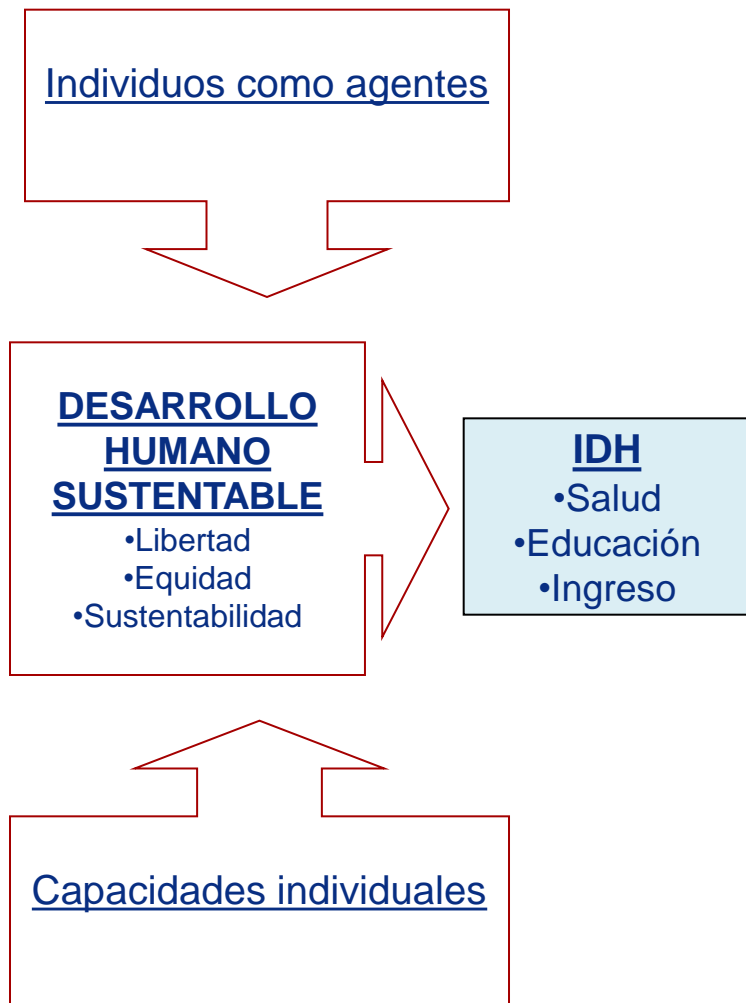 Individuos como agentes
DESARROLLO
HUMANO
SUSTENTABLE
•Libertad
•Equidad
•Sustentabilidad
IDH
•Salud
•Educación
•Ingreso
Capacidades individuales